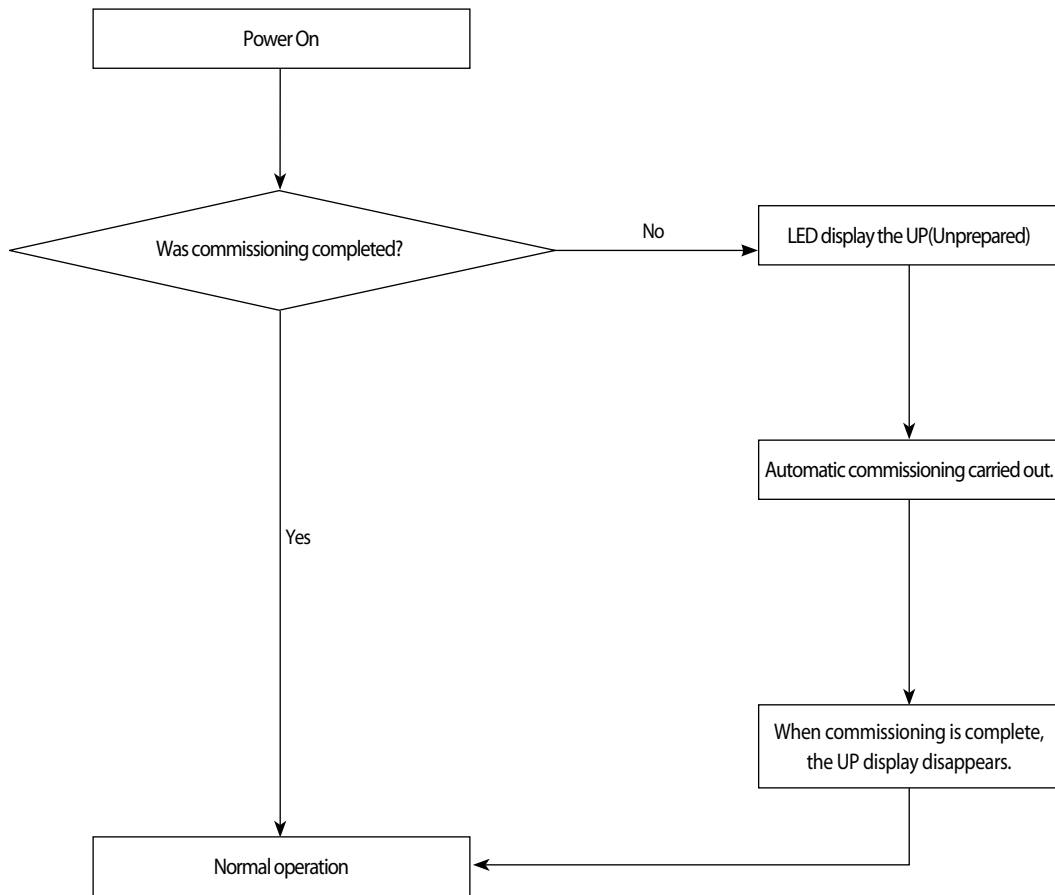 Power On
Was commissioning completed?
No
LED display the UP(Unprepared)
Automatic commissioning carried out.
Yes
When commissioning is complete,
the UP display disappears.
Normal operation